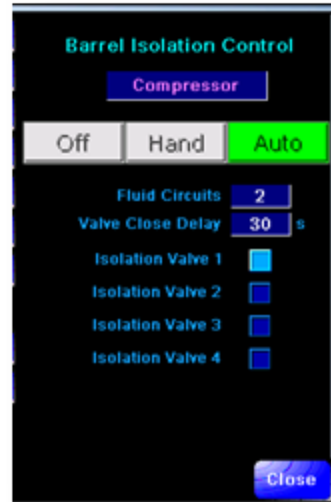 Barrel Isolation Control
Compressor
Off Hand Auto
Fluid Circuits 2
Valve Close Delay 30 s
Isolation Valve 1
Isolation Valve 2
Isolation Valve 3
Isolation Valve 4
Close